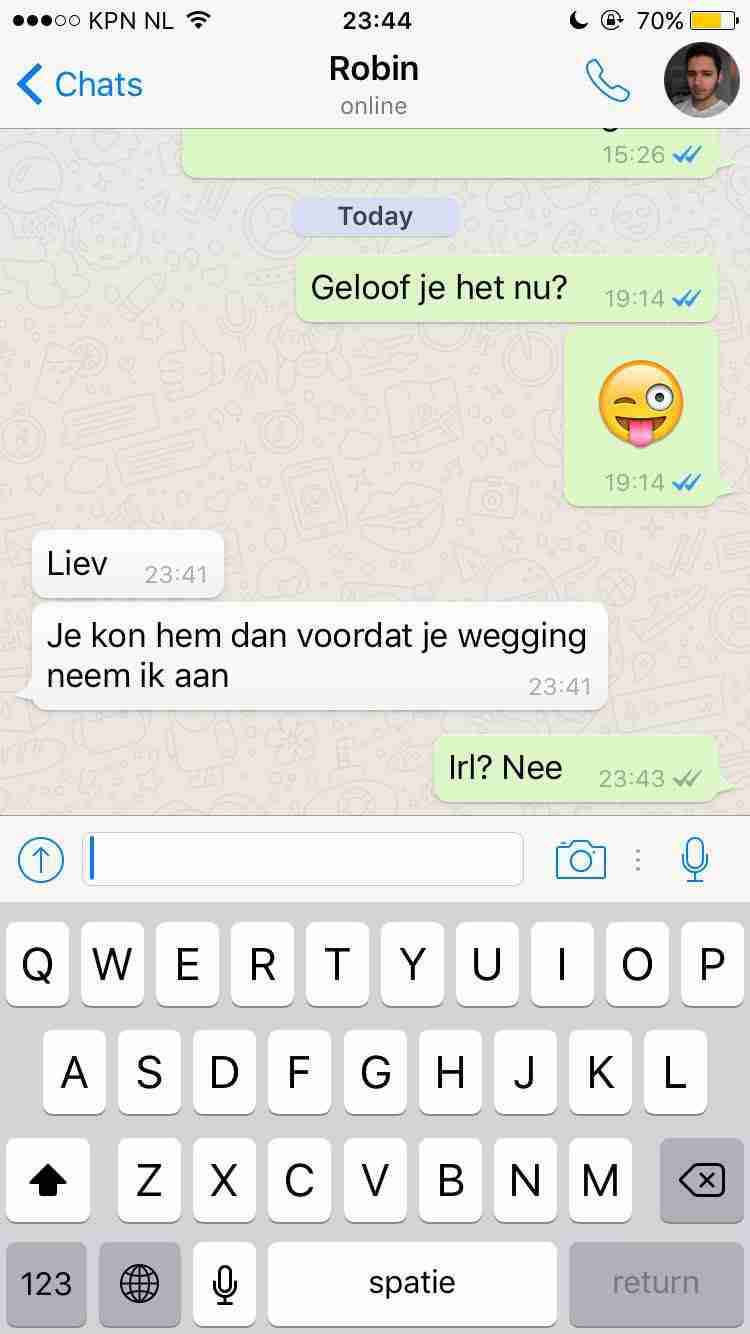 KPN NL 23:44 70%
Chats Robin
online
15:26
Today
Geloof je het nu? 19:14
19:14
Liev 23:41
Je kon hem dan voordat je wegging
neem ik aan 23:41
Irl? Nee 23:43
Q W E R T Y U I O P
A S D F G H J K L
Z X C V B N M
123 spatie return